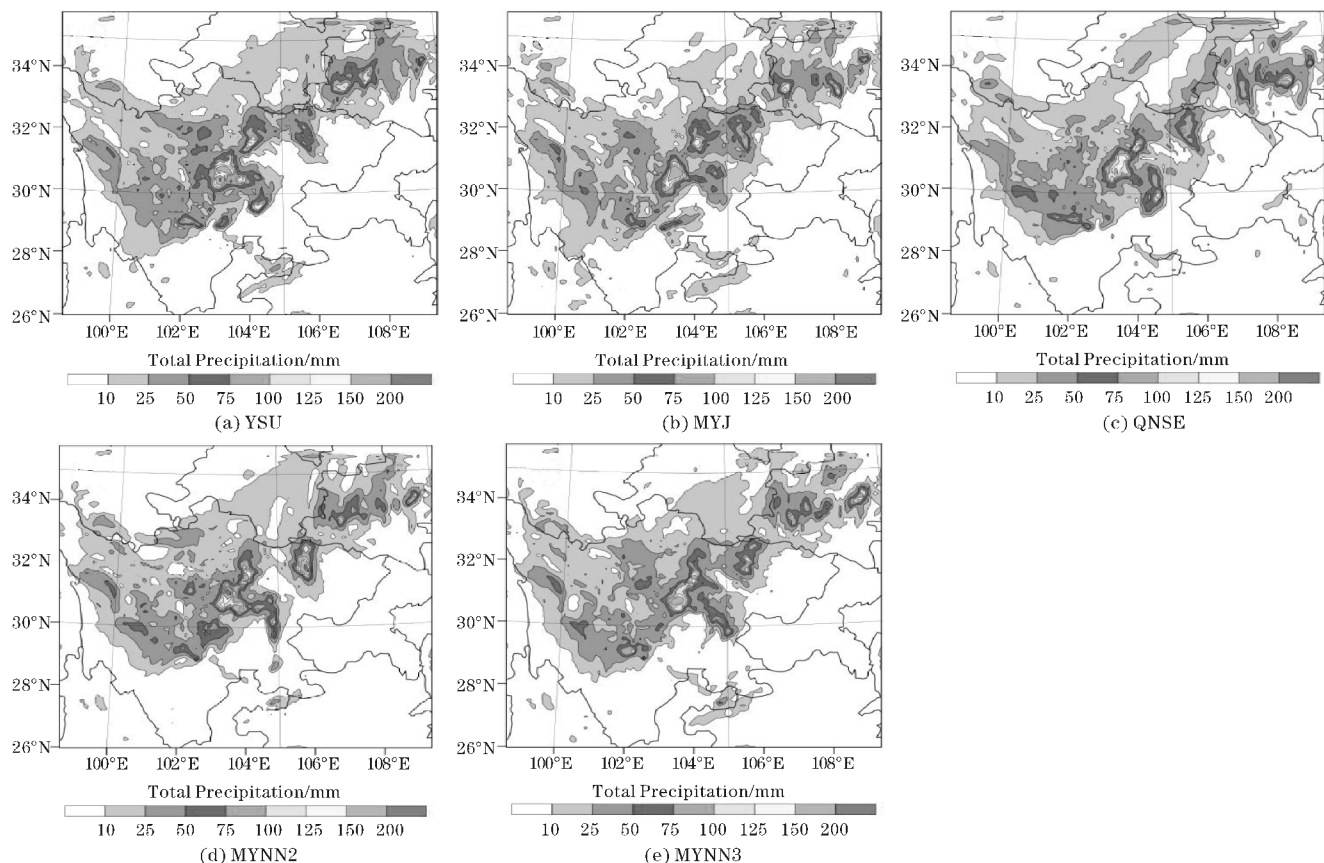 34°N
32°N
30°N
28°N
26°N
100°E 102°E 104°E 106°E 108°E
Total Precipitation/mm
10 25 50 75 100 125 150 200
(a) YSU
34°N
32°N
30°N
28°N
26°N
100°E 102°E 104°E 106°E 108°E
Total Precipitation/mm
10 25 50 75 100 125 150 200
(b) MYJ
34°N
32°N
30°N
28°N
26°N
100°E 102°E 104°E 106°E 108°E
Total Precipitation/mm
10 25 50 75 100 125 150 200
(c) QNSE
34°N
32°N
30°N
28°N
26°N
100°E 102°E 104°E 106°E 108°E
Total Precipitation/mm
10 25 50 75 100 125 150 200
(d) MYNN2
34°N
32°N
30°N
28°N
26°N
100°E 102°E 104°E 106°E 108°E
Total Precipitation/mm
10 25 50 75 100 125 150 200
(e) MYNN3